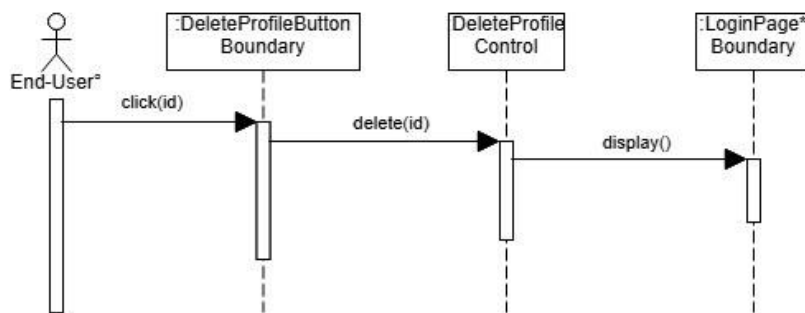 :DeleteProfileButton
Boundary
:DeleteProfile
Control
:LoginPage*
Boundary
End-User°
click(id)
delete(id)
display()